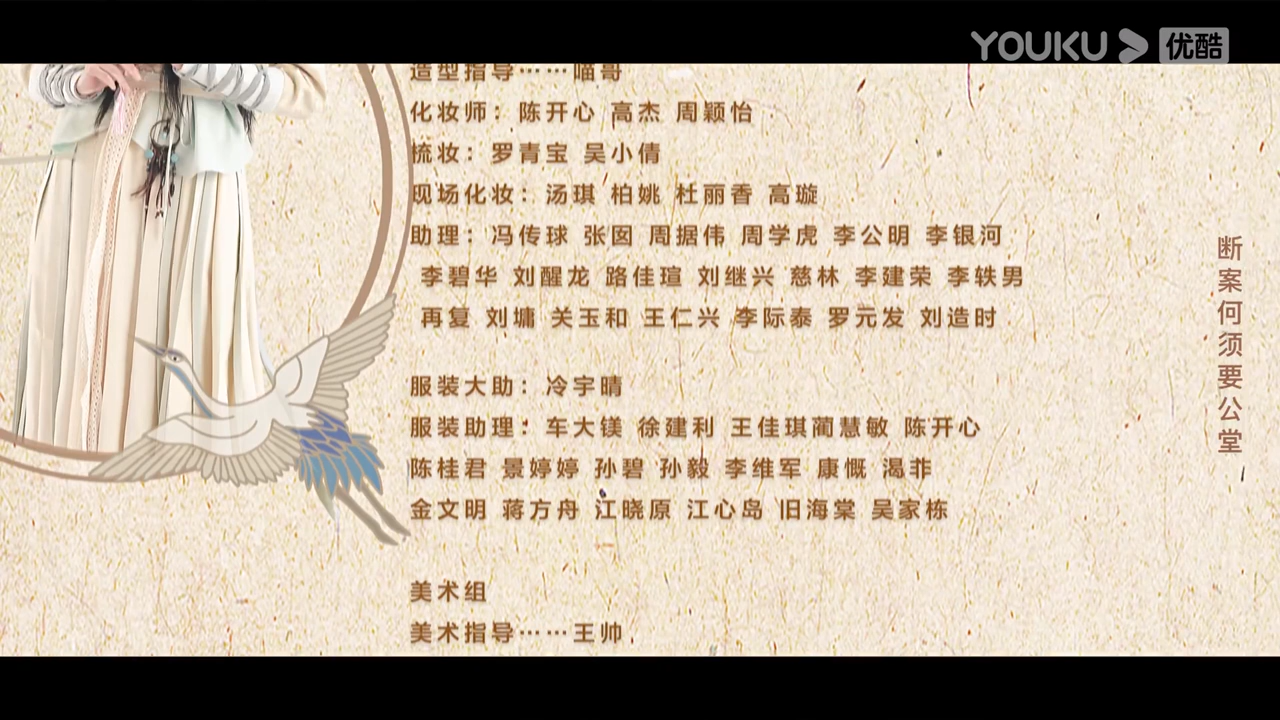 YOUKU 优酷
造型指导⋯⋯喵哥
化妆师：陈开心 高杰 周颖怡
梳妆：罗青宝 吴小倩
现场化妆：汤琪 柏姚 杜丽香 高璇
助理：冯传球 张囡 周据伟 周学虎 李公明 李银河
李碧华 刘醒龙 路佳瑄 刘继兴 慈林 李建荣 李轶男
再复 刘墉 关玉和 王仁兴 李际泰 罗元发 刘造时
服装大助：冷宇晴
服装助理：车大镁 徐建利 王佳琪蔺慧敏 陈开心
陈桂君 景婷婷 孙碧 孙毅 李维军 康慨 渴非
金文明 蒋方舟 江晓原 江心岛 旧海棠 吴家栋
美术组
美术指导⋯⋯王帅
断案何须要公堂